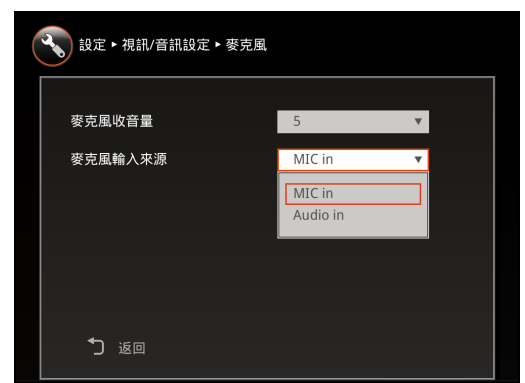 設定 ▸ 視訊/音訊設定 ▸ 麥克風
麥克風收音量 5 ▼
麥克風輸入來源 MIC in ▼
MIC in
Audio in
返回